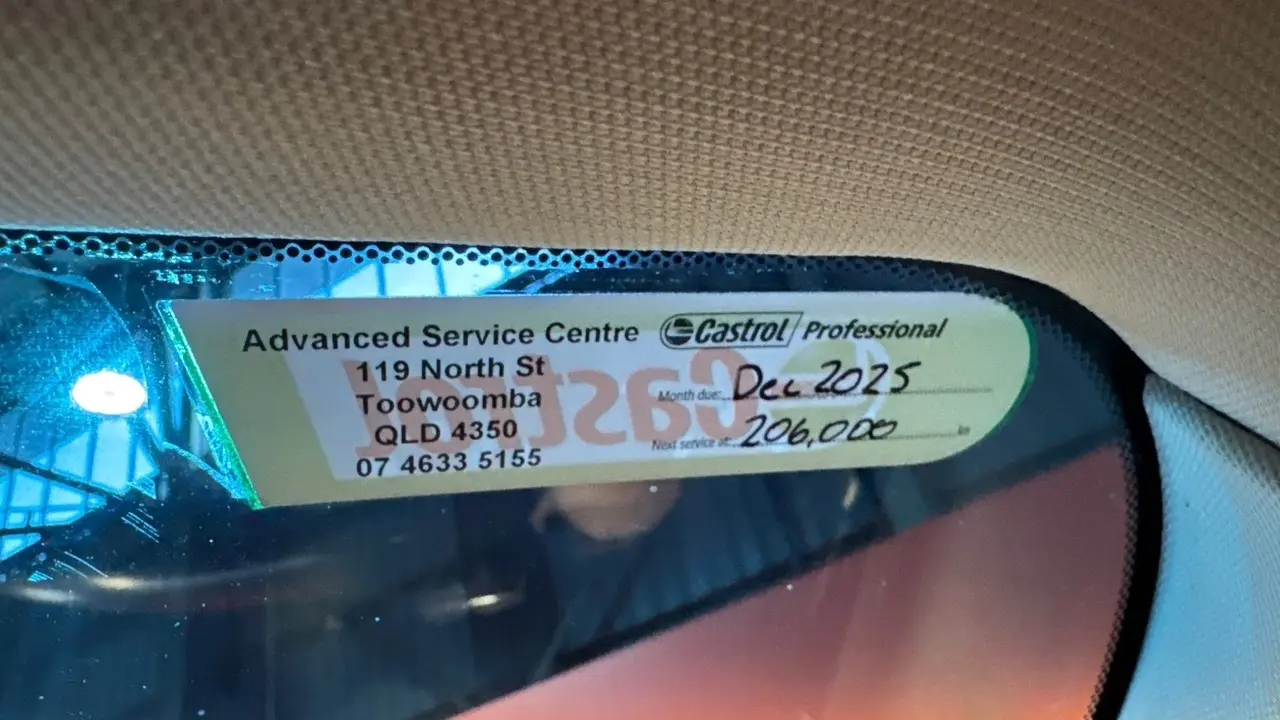 Advanced Service Centre
119 North St
Toowoomba
QLD 4350
07 4633 5155
Castrol Professional
Month due: Dec 2025
Next service at: 206,000 km
Castrol